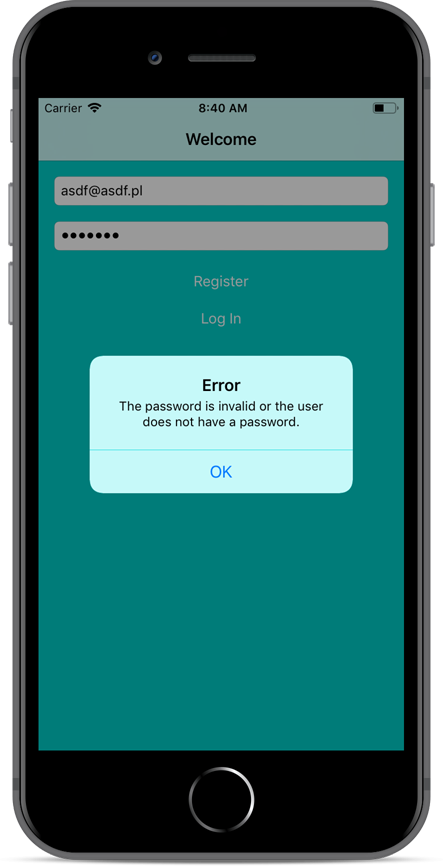 Carrier 8:40 AM
Welcome
asdf@asdf.pl
•••••••
Register
Log In
Error
The password is invalid or the user
does not have a password.
OK